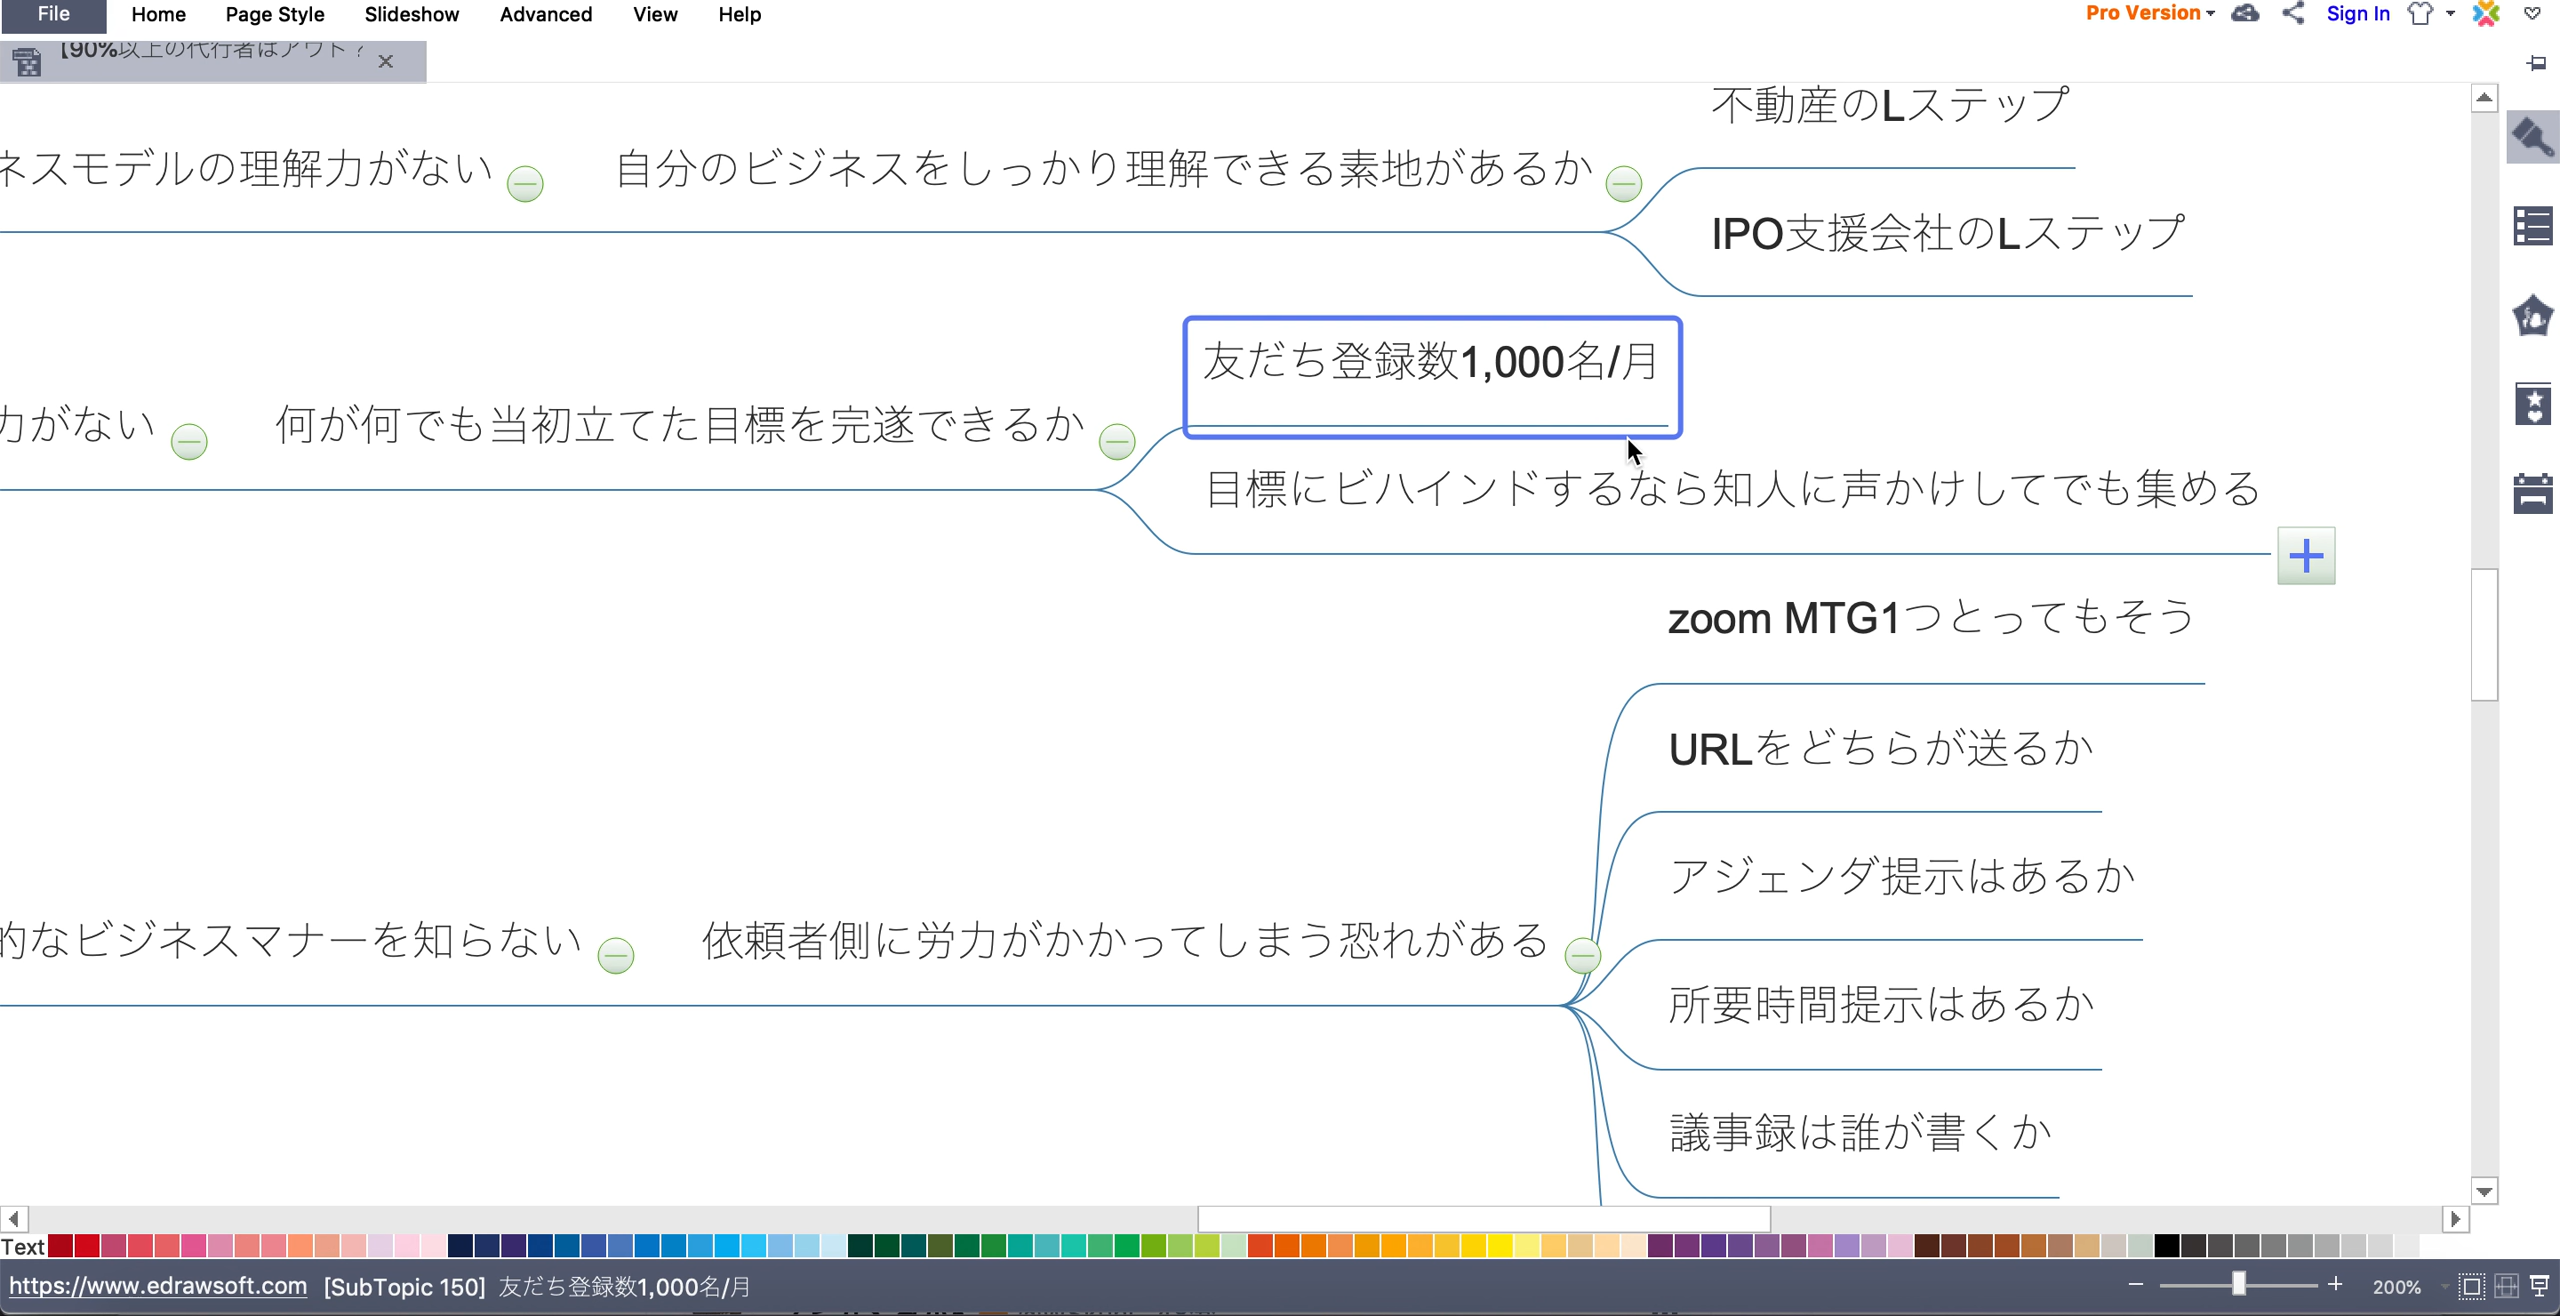 File Home Page Style Slideshow Advanced View Help Pro Version Sign In
【90%以上の代行者はアウト？
不動産のLステップ
ネスモデルの理解力がない 自分のビジネスをしっかり理解できる素地があるか
IPO支援会社のLステップ
友だち登録数1,000名/月
力がない 何が何でも当初立てた目標を完遂できるか
目標にビハインドするなら知人に声かけしてでも集める
zoom MTG1つとってもそう
URLをどちらが送るか
アジェンダ提示はあるか
的なビジネスマナーを知らない 依頼者側に労力がかかってしまう恐れがある
所要時間提示はあるか
議事録は誰が書くか
Text
https://www.edrawsoft.com [SubTopic 150] 友だち登録数1,000名/月 200%